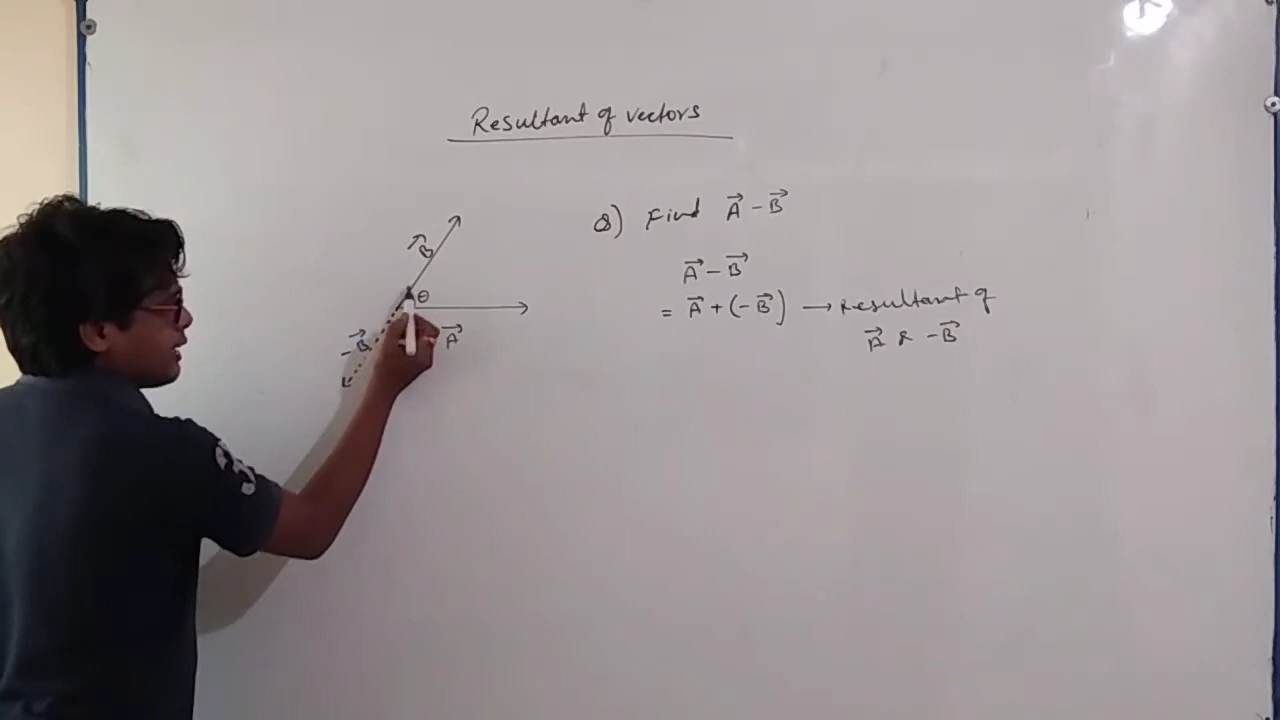 Resultant of vectors
Q) Find A⃗ - B⃗
A⃗ - B⃗
= A⃗ + (-B⃗) → Resultant of
A⃗ & -B⃗
B⃗
θ
-B⃗
A⃗